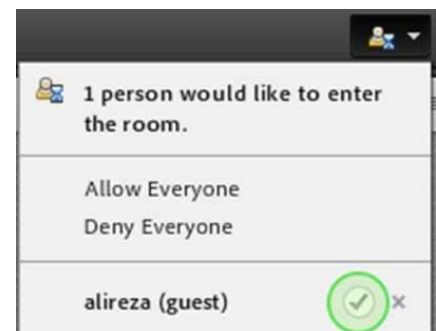 1 person would like to enter
the room.
Allow Everyone
Deny Everyone
alireza (guest)